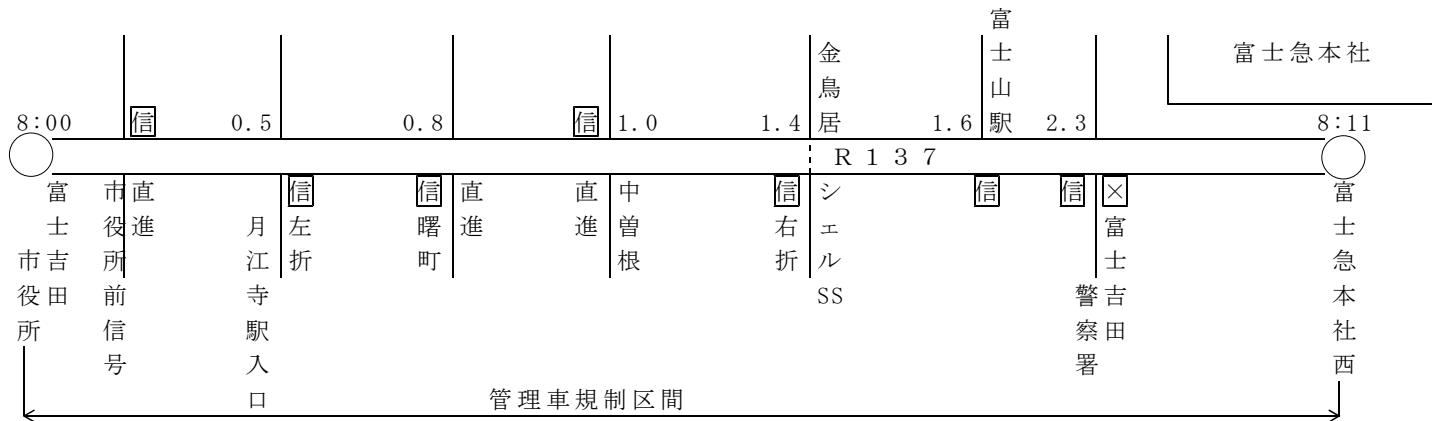 富士急本社
8:00
信
0.5
0.8
信
1.0
1.4
金鳥居
1.6
富士山駅
2.3
8:11
R137
富士吉田市役所
市役所前信号
直進
月江寺駅入口
信
左折
信
曙町
直進
直進
中曽根
信
右折
シェルSS
信
信
×
富士吉田警察署
富士急本社西
管理車規制区間